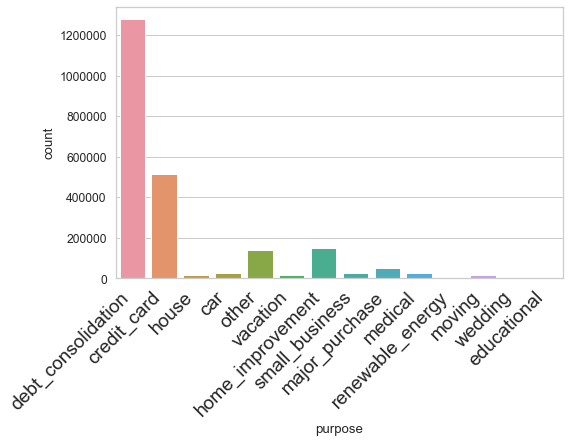 1200000
1000000
800000
600000
400000
200000
0
count
debt_consolidation
credit_card
house
car
other
vacation
home_improvement
small_business
major_purchase
medical
renewable_energy
moving
wedding
educational
purpose